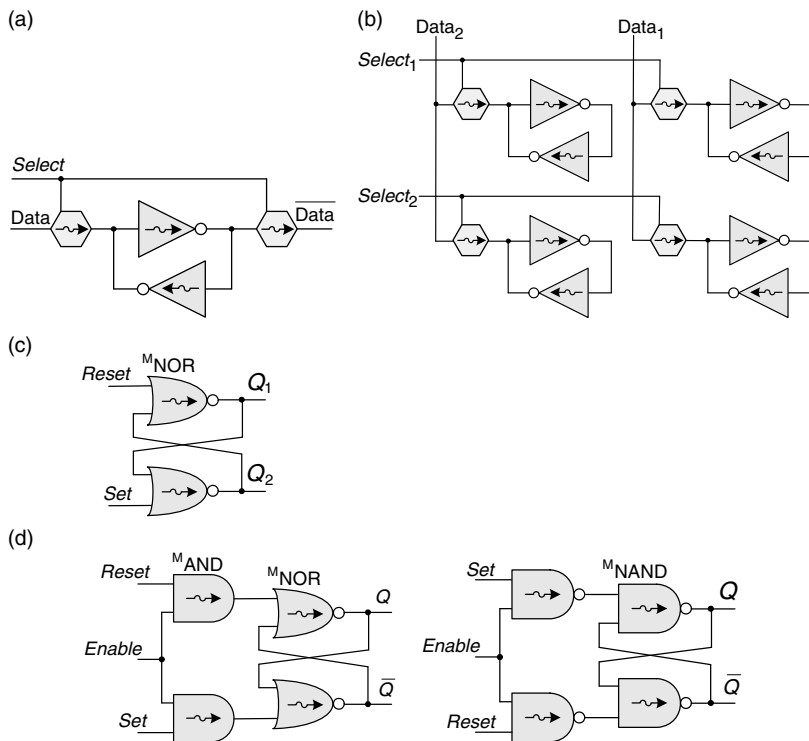 (a)
Select
Data
Data
(b)
Data2 Data1
Select1
Select2
(c)
MNOR
Reset
Q1
Q2
Set
(d)
MAND
Reset
MNOR
Q
Enable
Q̅
Set
Set
MNAND
Q
Enable
Q̅
Reset